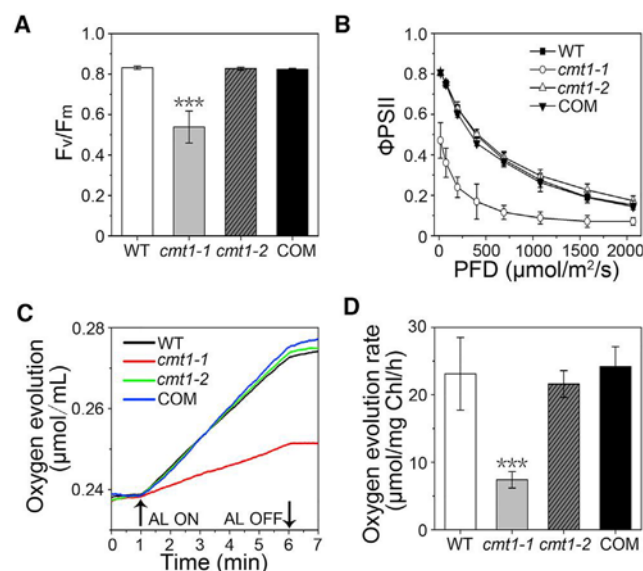 A
Fv/Fm
1.0
0.8
0.6
0.4
0.2
0
***
WT
cmt1-1
cmt1-2
COM
B
ΦPSII
1.0
0.8
0.6
0.4
0.2
0
WT
cmt1-1
cmt1-2
COM
0 500 1000 1500 2000
PFD (μmol/m²/s)
C
Oxygen evolution
(μmol/mL)
0.28
0.26
0.24
WT
cmt1-1
cmt1-2
COM
AL ON
AL OFF
0 1 2 3 4 5 6 7
Time (min)
D
Oxygen evolution rate
(μmol/mg Chl/h)
30
20
10
0
***
WT
cmt1-1
cmt1-2
COM